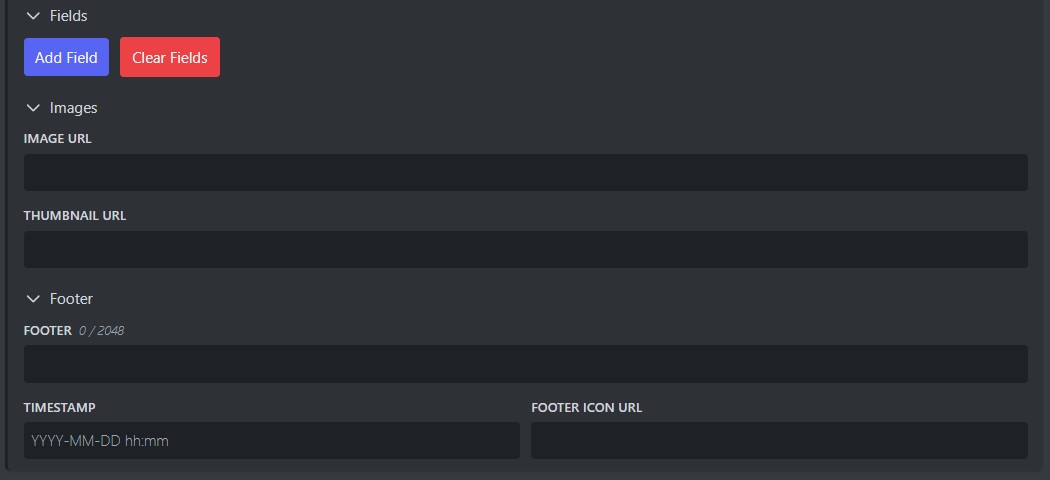 Fields
Add Field Clear Fields
Images
IMAGE URL
THUMBNAIL URL
Footer
FOOTER 0 / 2048
TIMESTAMP FOOTER ICON URL
YYYY-MM-DD hh:mm